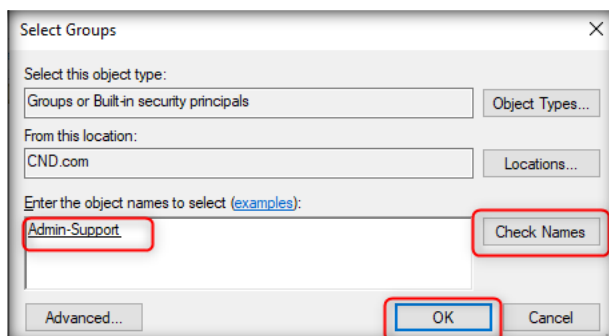 Select Groups
Select this object type:
Groups or Built-in security principals
Object Types...
From this location:
CND.com
Locations...
Enter the object names to select (examples):
Admin-Support
Check Names
Advanced...
OK
Cancel